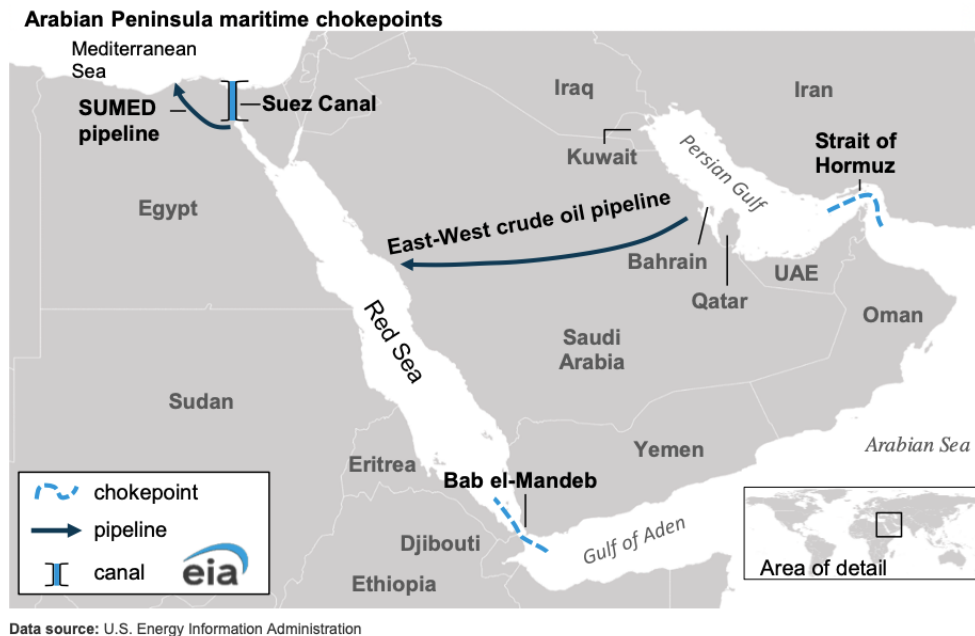 Arabian Peninsula maritime chokepoints
Mediterranean
Sea
SUMED
pipeline
Suez Canal
Iraq
Iran
Kuwait
Persian Gulf
Strait of
Hormuz
Egypt
East-West crude oil pipeline
Bahrain
Qatar
UAE
Oman
Red Sea
Saudi
Arabia
Sudan
Yemen
Arabian Sea
Eritrea
Bab el-Mandeb
Gulf of Aden
Djibouti
Ethiopia
chokepoint
pipeline
canal
eia
Area of detail
Data source: U.S. Energy Information Administration